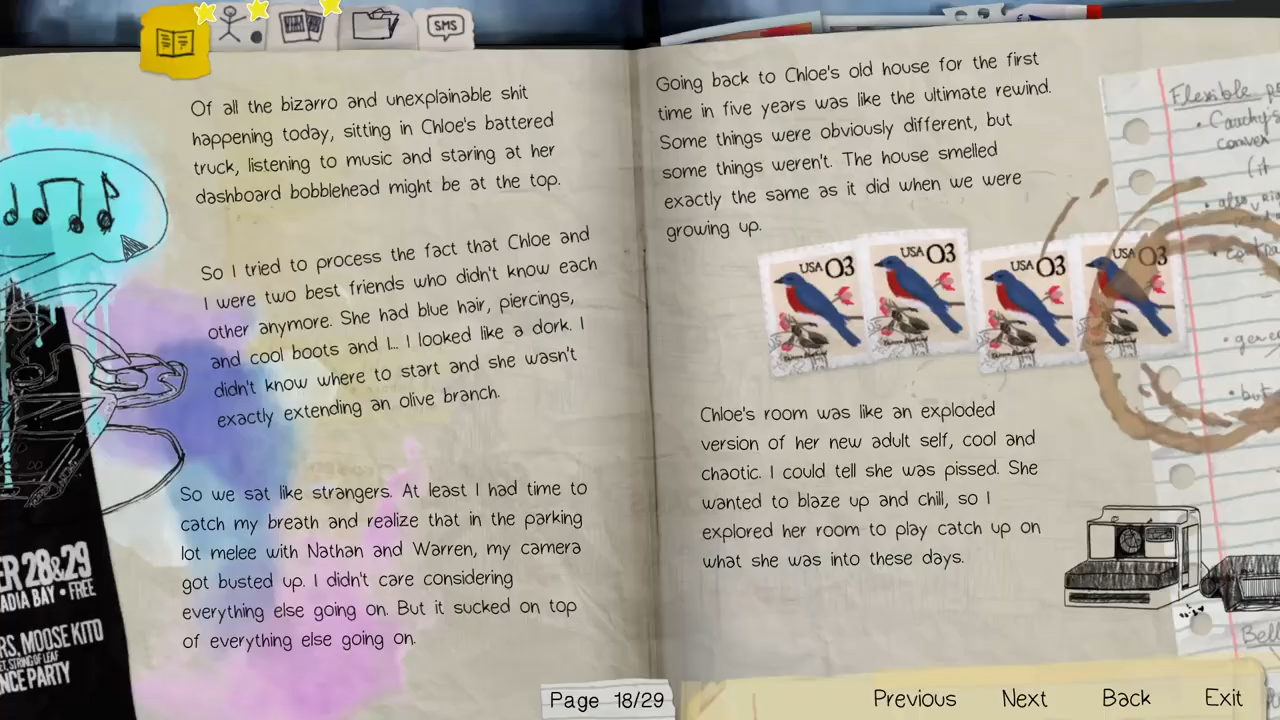 SMS
Of all the bizarro and unexplainable shit
happening today, sitting in Chloe's battered
truck, listening to music and staring at her
dashboard bobblehead might be at the top.
So I tried to process the fact that Chloe and
I were two best friends who didn't know each
other anymore. She had blue hair, piercings,
and cool boots and I... I looked like a dork. I
didn't know where to start and she wasn't
exactly extending an olive branch.
So we sat like strangers. At least I had time to
catch my breath and realize that in the parking
lot melee with Nathan and Warren, my camera
got busted up. I didn't care considering
everything else going on. But it sucked on top
of everything else going on.
ER 28&29
ADIA BAY • FREE
RS, MOOSE KITO
ET, STRING OF LEAF
NCE PARTY
Going back to Chloe's old house for the first
time in five years was like the ultimate rewind.
Some things were obviously different, but
some things weren't. The house smelled
exactly the same as it did when we were
growing up.
USA 03
USA 03
USA 03
USA 03
Chloe's room was like an exploded
version of her new adult self, cool and
chaotic. I could tell she was pissed. She
wanted to blaze up and chill, so I
explored her room to play catch up on
what she was into these days.
Flexible
• Cauchy's
convex
(it
• also
• gene
• but
Bell
Page 18/29
Previous Next Back Exit